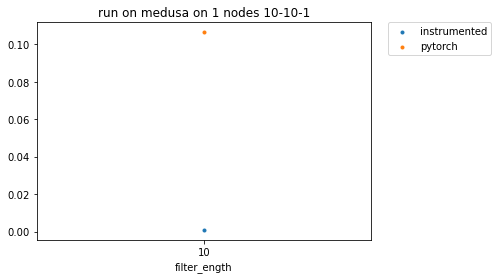 run on medusa on 1 nodes 10-10-1
instrumented
pytorch
0.10
0.08
0.06
0.04
0.02
0.00
10
filter_ength